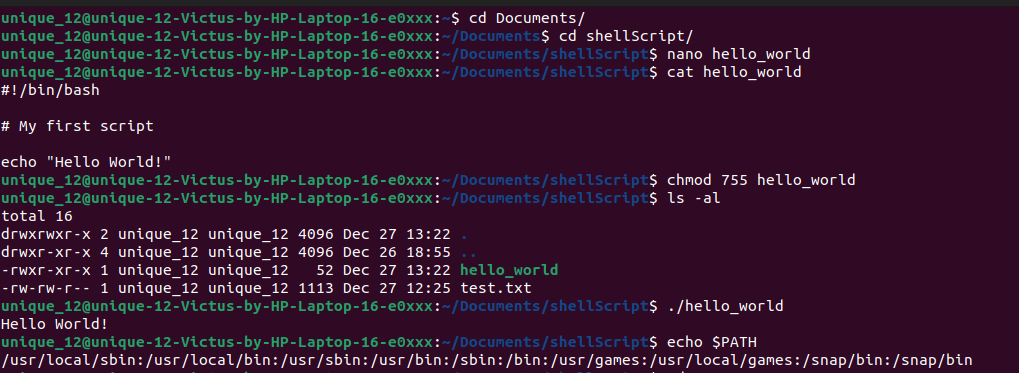 unique_12@unique-12-Victus-by-HP-Laptop-16-e0xxx:~$ cd Documents/
unique_12@unique-12-Victus-by-HP-Laptop-16-e0xxx:~/Documents$ cd shellScript/
unique_12@unique-12-Victus-by-HP-Laptop-16-e0xxx:~/Documents/shellScript$ nano hello_world
unique_12@unique-12-Victus-by-HP-Laptop-16-e0xxx:~/Documents/shellScript$ cat hello_world
#!/bin/bash
# My first script
echo "Hello World!"
unique_12@unique-12-Victus-by-HP-Laptop-16-e0xxx:~/Documents/shellScript$ chmod 755 hello_world
unique_12@unique-12-Victus-by-HP-Laptop-16-e0xxx:~/Documents/shellScript$ ls -al
total 16
drwxrwxr-x 2 unique_12 unique_12 4096 Dec 27 13:22 .
drwxr-xr-x 4 unique_12 unique_12 4096 Dec 26 18:55 ..
-rwxr-xr-x 1 unique_12 unique_12   52 Dec 27 13:22 hello_world
-rw-rw-r-- 1 unique_12 unique_12 1113 Dec 27 12:25 test.txt
unique_12@unique-12-Victus-by-HP-Laptop-16-e0xxx:~/Documents/shellScript$ ./hello_world
Hello World!
unique_12@unique-12-Victus-by-HP-Laptop-16-e0xxx:~/Documents/shellScript$ echo $PATH
/usr/local/sbin:/usr/local/bin:/usr/sbin:/usr/bin:/sbin:/bin:/usr/games:/usr/local/games:/snap/bin:/snap/bin